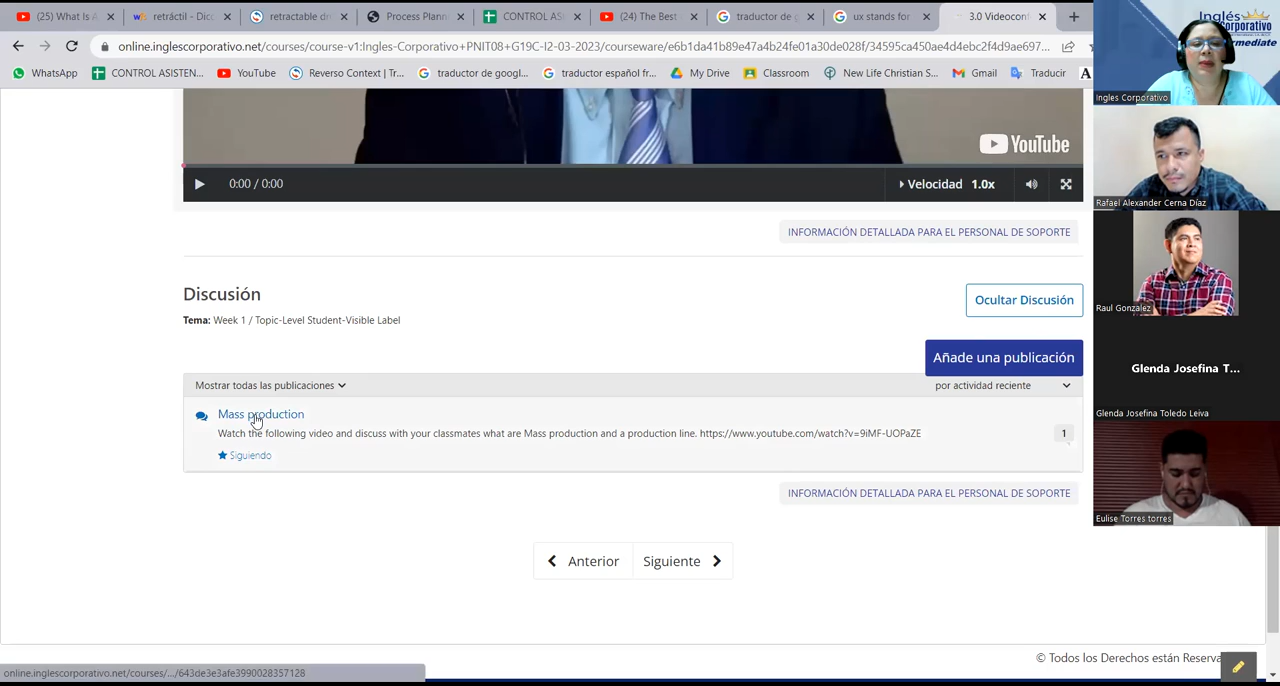 (25) What Is A
retráctil - Dicc
retractable dr
Process Plann
CONTROL AS
(24) The Best
traductor de g
ux stands for
3.0 Videoconf
online.inglescorporativo.net/courses/course-v1:Ingles-Corporativo+PNIT08+G19C-I2-03-2023/courseware/e6b1da41b89e47a4b24fe01a30de028f/34595ca450ae4d4ebc2f4d9ae697...
WhatsApp
CONTROL ASISTEN...
YouTube
Reverso Context | Tr...
traductor de googl...
traductor español fr...
My Drive
Classroom
New Life Christian S...
Gmail
Traducir
A
Inglés
Corporativo
Intermediate
Ingles Corporativo
YouTube
0:00 / 0:00
Velocidad 1.0x
Rafael Alexander Cerna Díaz
INFORMACIÓN DETALLADA PARA EL PERSONAL DE SOPORTE
Discusión
Ocultar Discusión
Tema: Week 1 / Topic-Level Student-Visible Label
Raul Gonzalez
Añade una publicación
Glenda Josefina T...
Mostrar todas las publicaciones
por actividad reciente
Glenda Josefina Toledo Leiva
Mass production
Watch the following video and discuss with your classmates what are Mass production and a production line. https://www.youtube.com/watch?v=9iMF-UOPaZE
1
Siguiendo
INFORMACIÓN DETALLADA PARA EL PERSONAL DE SOPORTE
Eulise Torres torres
Anterior
Siguiente
© Todos los Derechos están Reserva
online.inglescorporativo.net/courses/.../643de3e3afe3990028357128